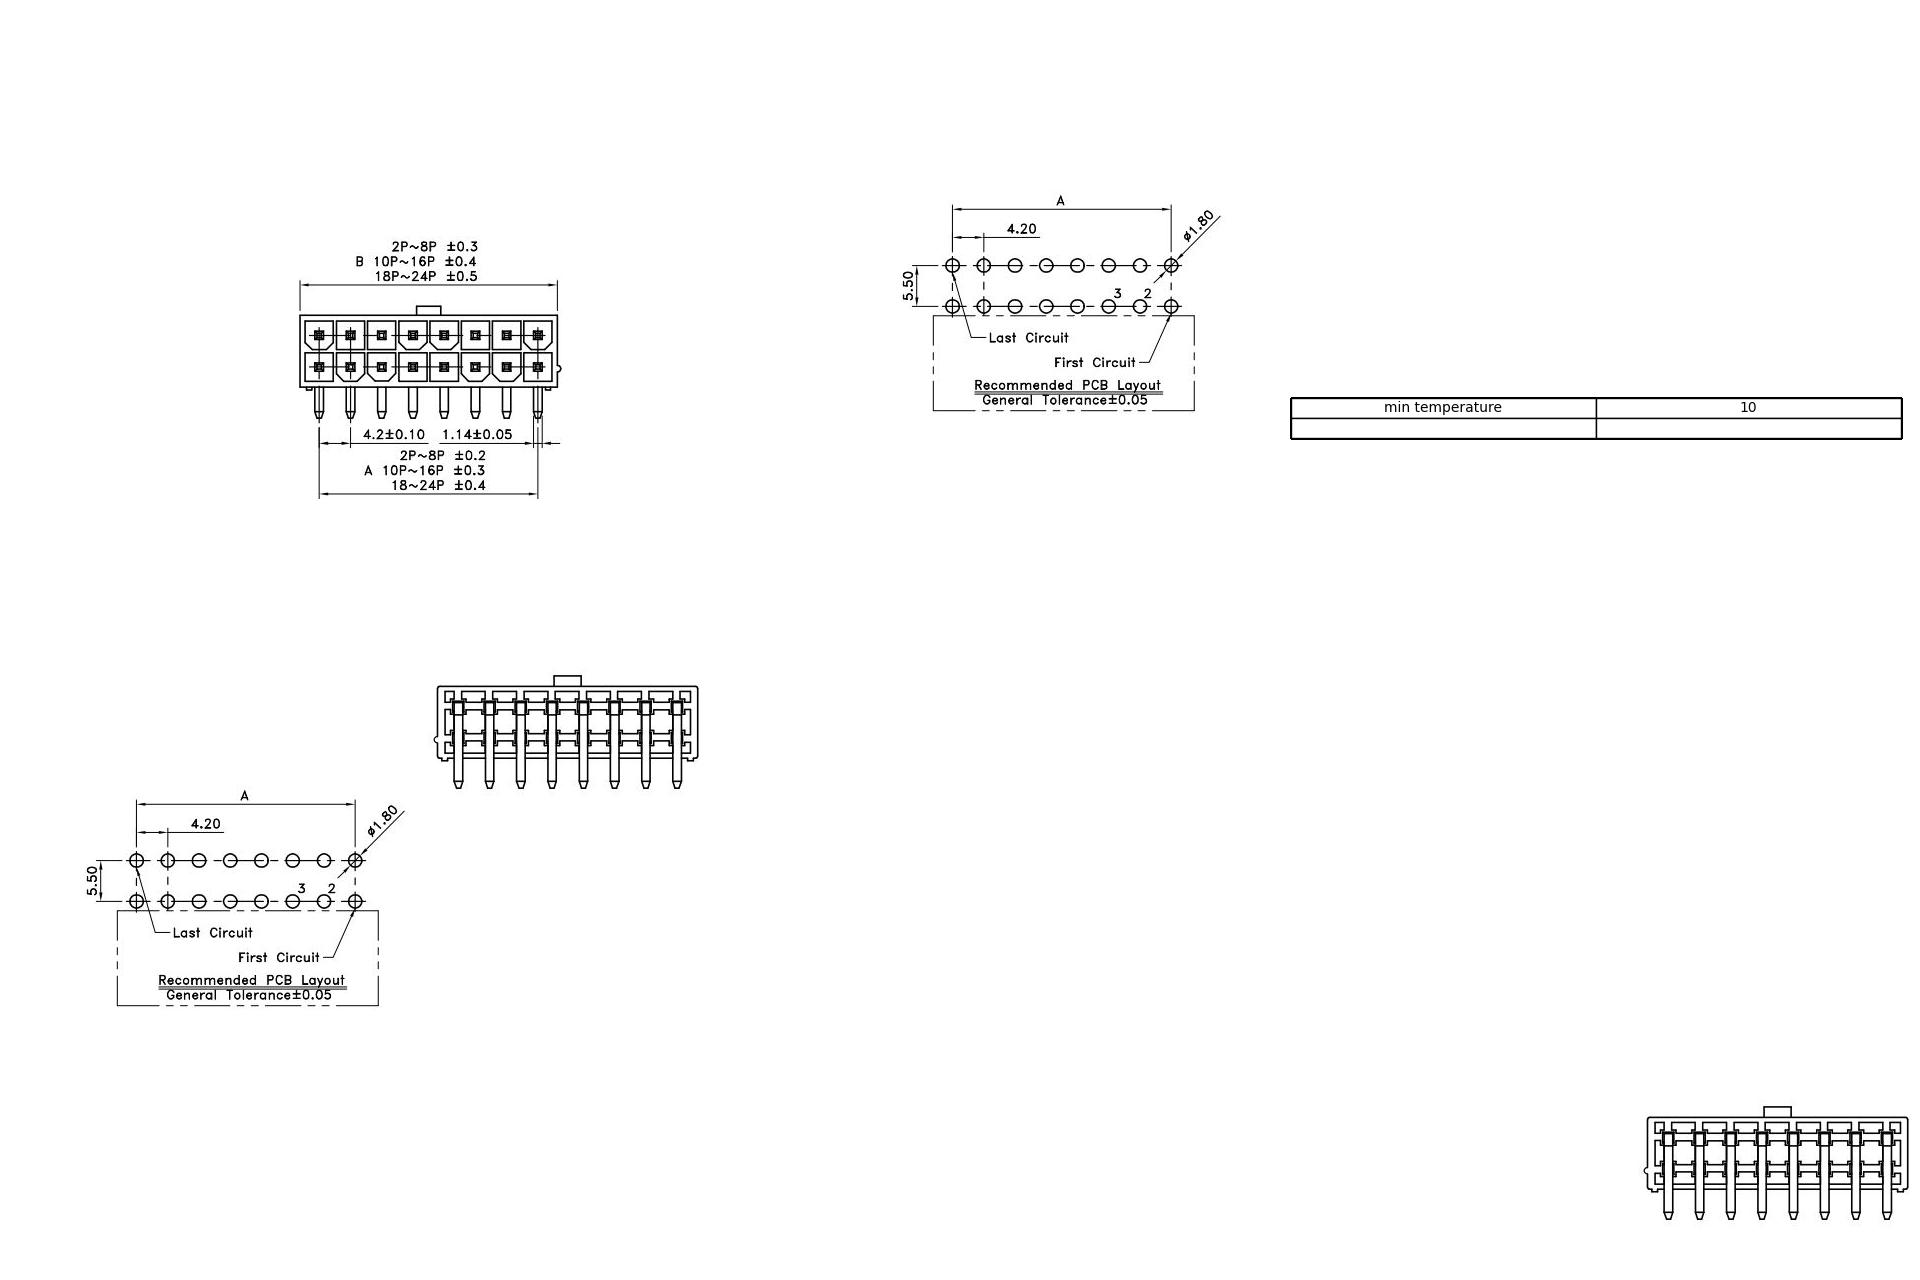 2P~8P ±0.3
B 10P~16P ±0.4
18P~24P ±0.5
4.2±0.10 1.14±0.05
2P~8P ±0.2
A 10P~16P ±0.3
18~24P ±0.4
A
4.20
ø1.80
5.50
3 2
Last Circuit
First Circuit
Recommended PCB Layout
General Tolerance±0.05
min temperature 10
A
4.20
ø1.80
5.50
3 2
Last Circuit
First Circuit
Recommended PCB Layout
General Tolerance±0.05